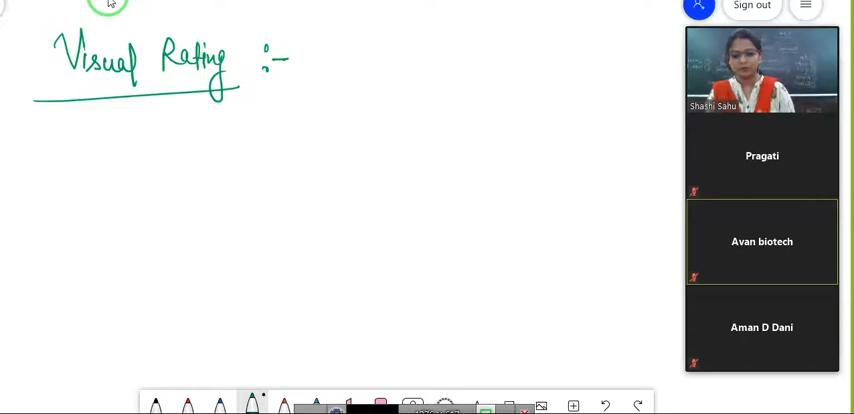 Sign out
Visual Rating :-
Shashi Sahu
Pragati
Avan biotech
Aman D Dani